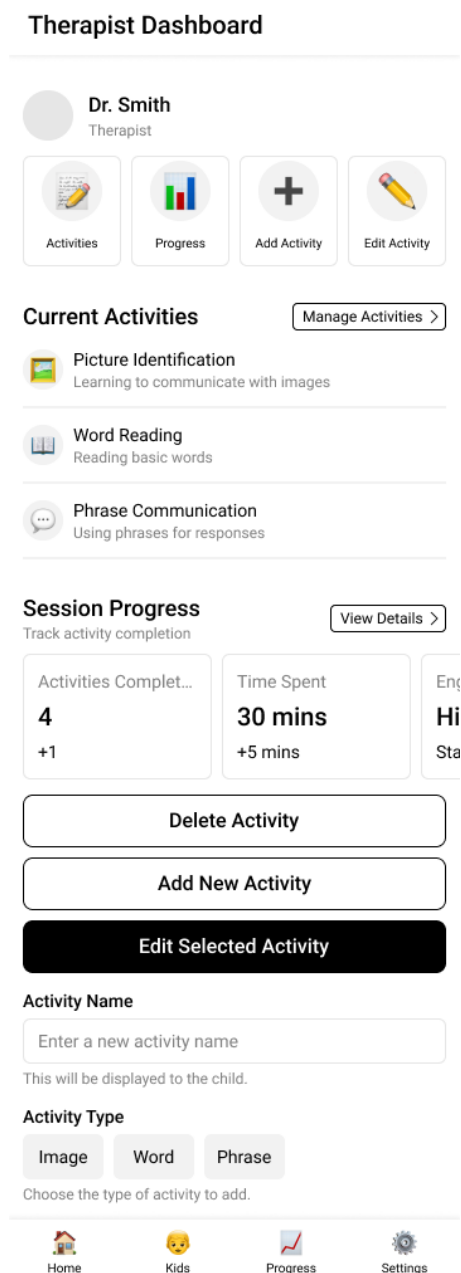 Therapist Dashboard
Dr. Smith
Therapist
Activities
Progress
Add Activity
Edit Activity
Current Activities
Manage Activities
Picture Identification
Learning to communicate with images
Word Reading
Reading basic words
Phrase Communication
Using phrases for responses
Session Progress
View Details
Track activity completion
Activities Complet... Time Spent Eng
4 30 mins Hi
+1 +5 mins Sta
Delete Activity
Add New Activity
Edit Selected Activity
Activity Name
Enter a new activity name
This will be displayed to the child.
Activity Type
Image Word Phrase
Choose the type of activity to add.
Home Kids Progress Settings